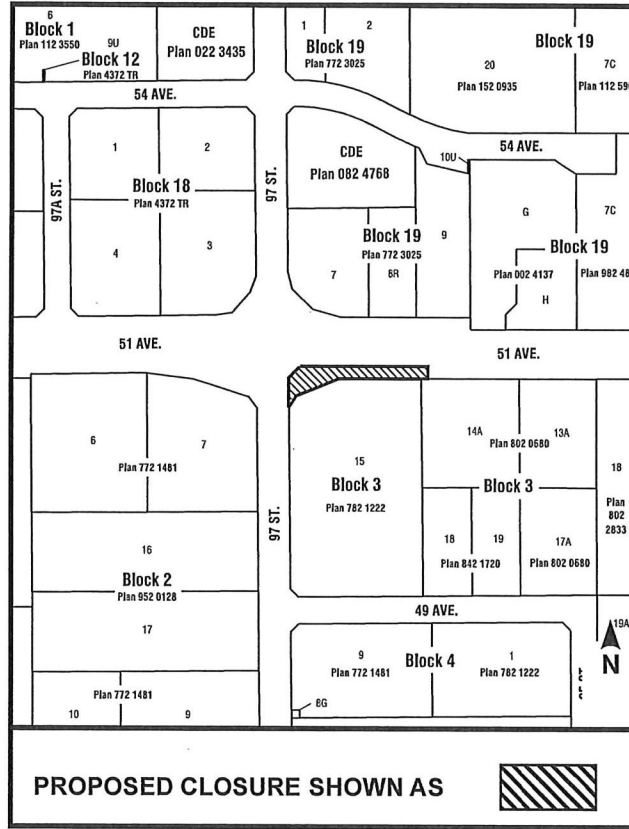 6
Block 1
Plan 112 3550
9U
Block 12
Plan 4372 TR
CDE
Plan 022 3435
1
2
Block 19
Plan 772 3025
20
Plan 152 0935
Block 19
7C
54 AVE.
54 AVE.
97A ST.
1
2
Block 18
Plan 4372 TR
4
3
97 ST.
CDE
Plan 082 4768
10U
9
Block 19
Plan 772 3025
7
8R
G
7C
Block 19
Plan 002 4137
H
51 AVE.
51 AVE.
6
7
Plan 772 1481
97 ST.
15
Block 3
Plan 782 1222
14A
13A
Plan 802 0680
Block 3
18
Plan
802
2833
18
19
Plan 842 1720
17A
Plan 802 0680
16
Block 2
Plan 952 0128
17
49 AVE.
19A
N
9
Plan 772 1481
Block 4
1
Plan 782 1222
8G
Plan 772 1481
10
9
PROPOSED CLOSURE SHOWN AS